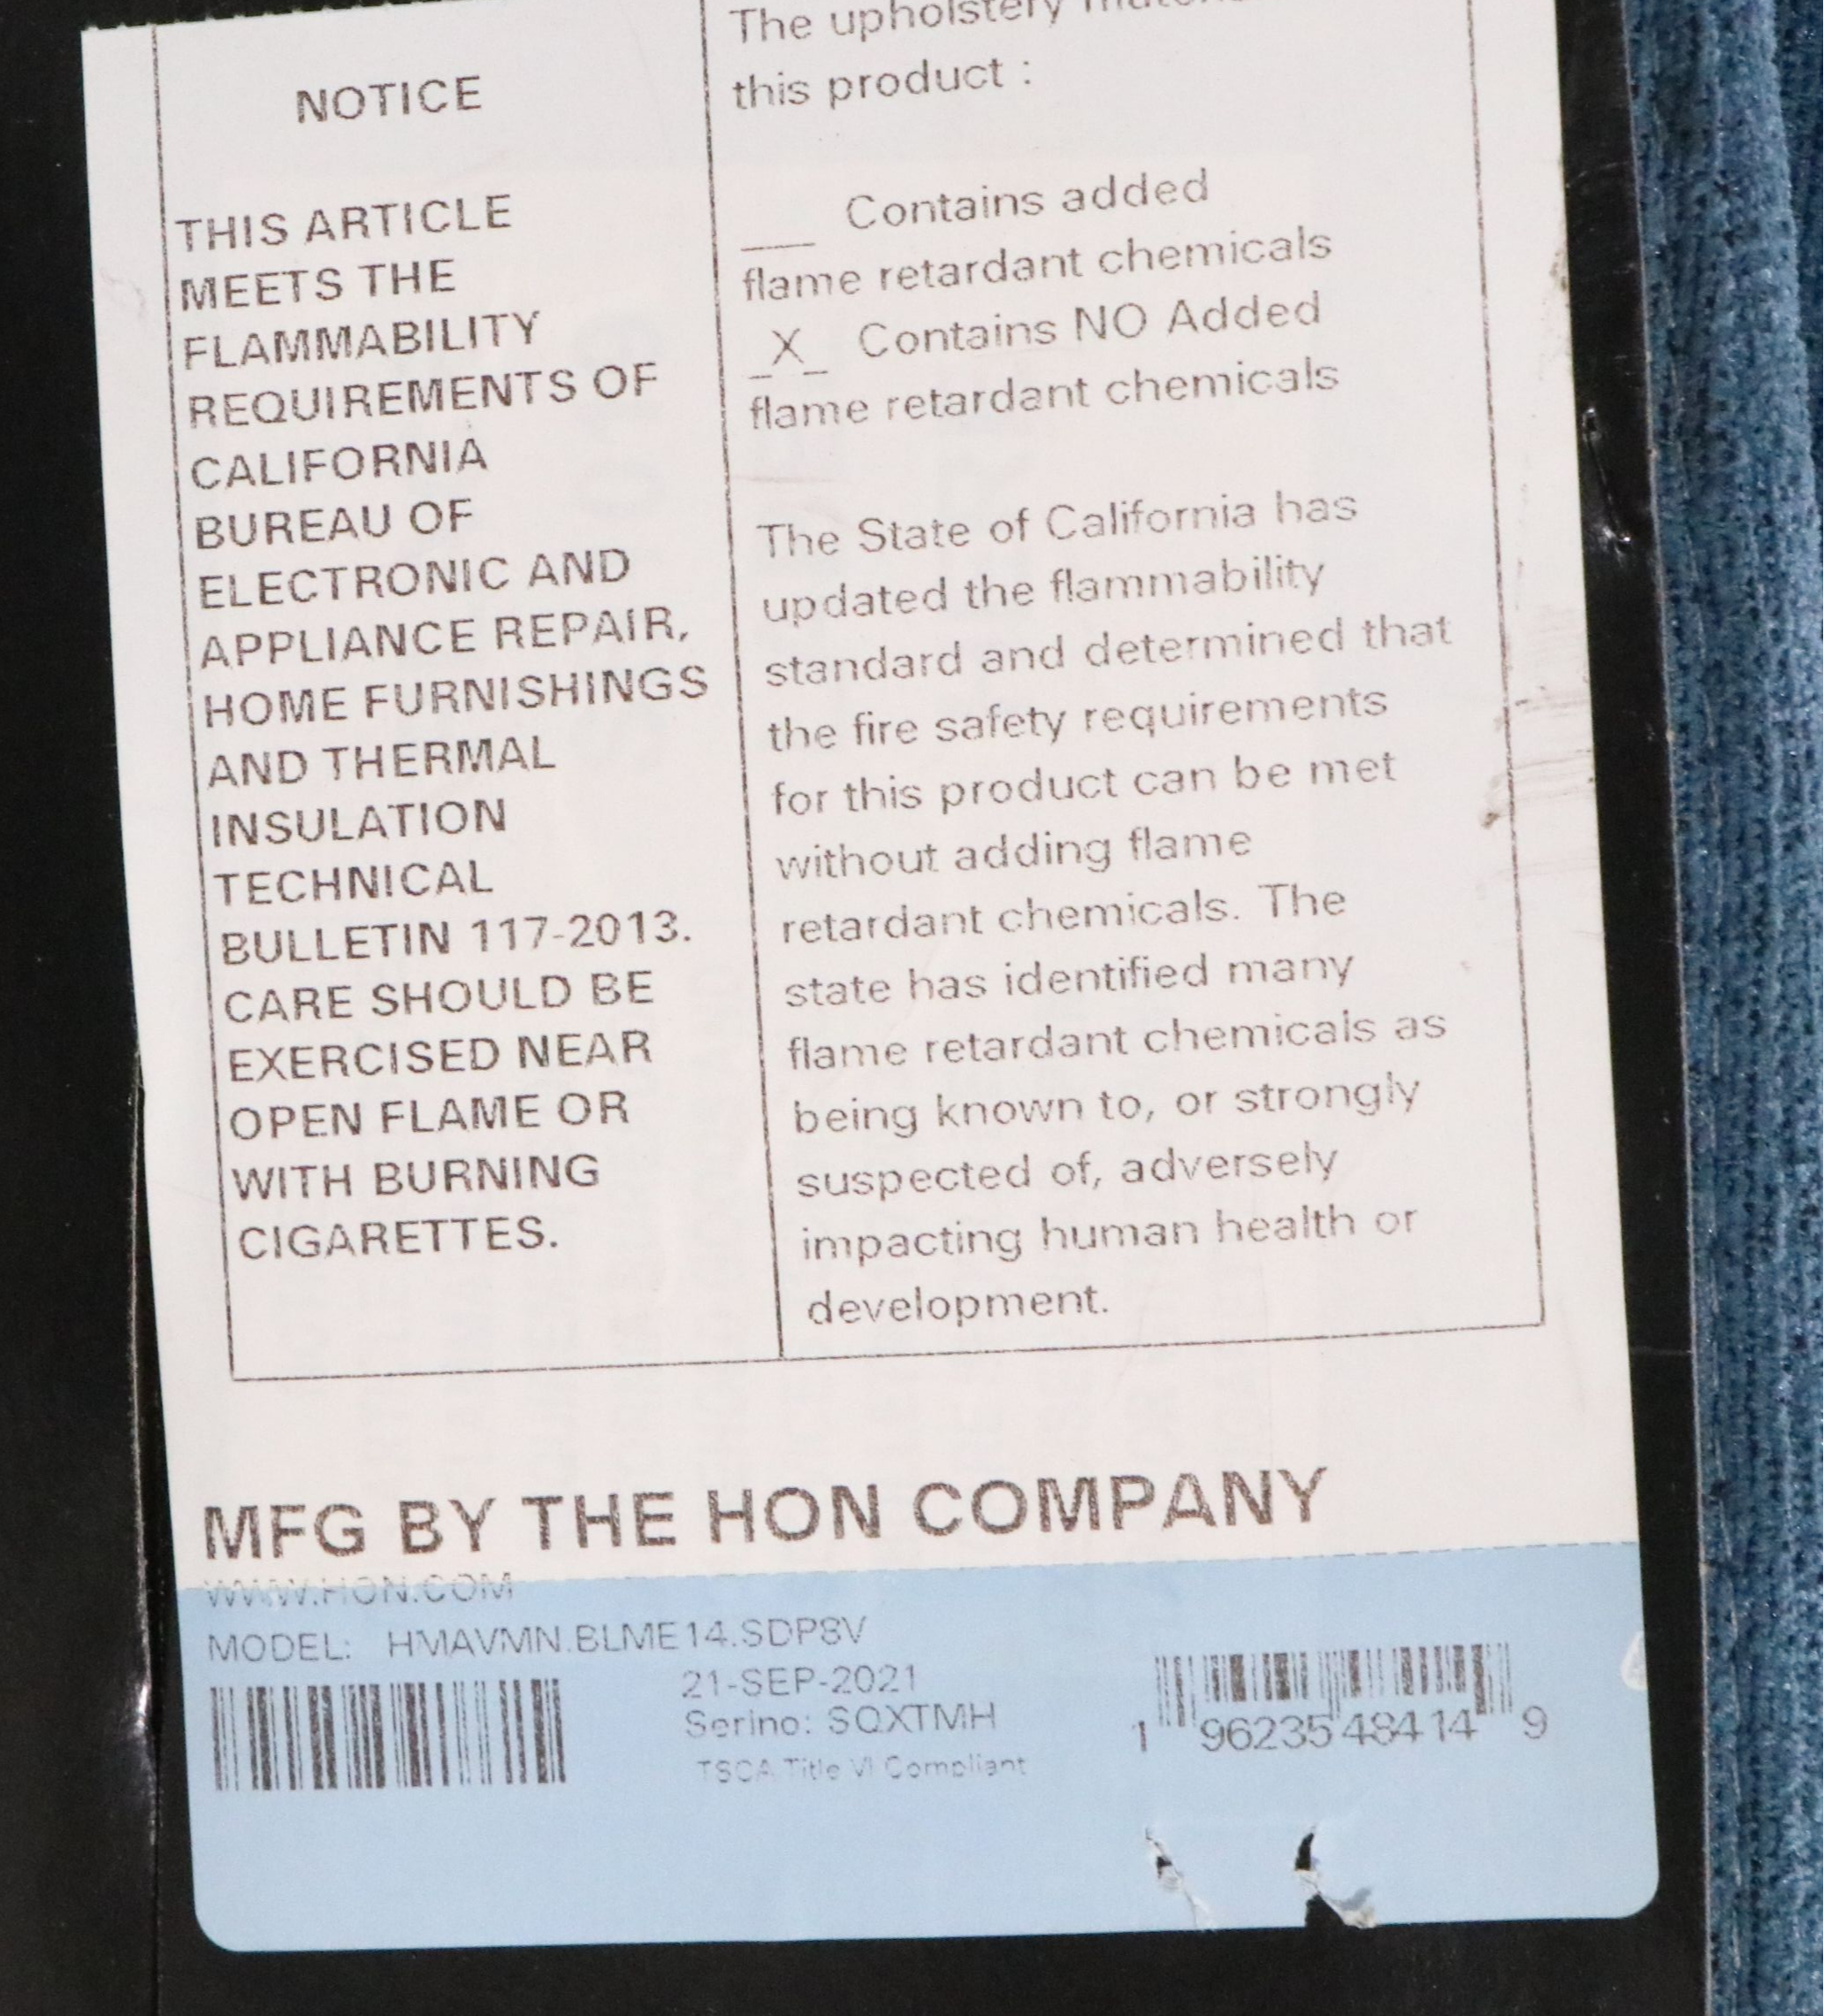 NOTICE
THIS ARTICLE
MEETS THE
FLAMMABILITY
REQUIREMENTS OF
CALIFORNIA
BUREAU OF
ELECTRONIC AND
APPLIANCE REPAIR,
HOME FURNISHINGS
AND THERMAL
INSULATION
TECHNICAL
BULLETIN 117-2013.
CARE SHOULD BE
EXERCISED NEAR
OPEN FLAME OR
WITH BURNING
CIGARETTES.
The upholstery
this product :
___ Contains added
flame retardant chemicals
_X_ Contains NO Added
flame retardant chemicals
The State of California has
updated the flammability
standard and determined that
the fire safety requirements
for this product can be met
without adding flame
retardant chemicals. The
state has identified many
flame retardant chemicals as
being known to, or strongly
suspected of, adversely
impacting human health or
development.
MFG BY THE HON COMPANY
WWW.HON.COM
MODEL: HMAVMN.BLME14.SDP8V
21-SEP-2021
Serino: SQXTMH
TSCA Title VI Compliant
1 96235 48414 9